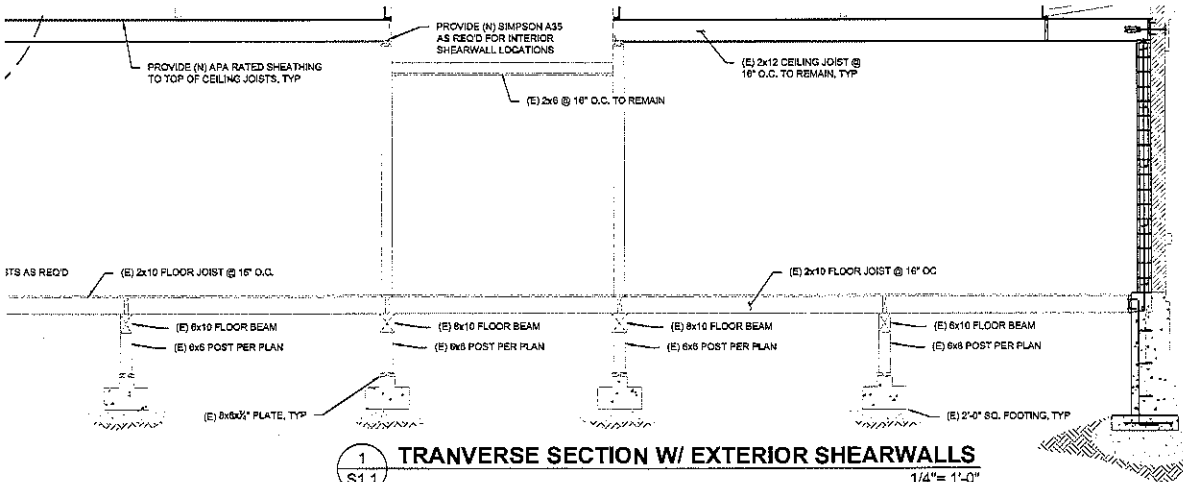 PROVIDE (N) SIMPSON A35
AS REQ'D FOR INTERIOR
SHEARWALL LOCATIONS
PROVIDE (N) APA RATED SHEATHING
TO TOP OF CEILING JOISTS, TYP
(E) 2x12 CEILING JOIST @
16" O.C. TO REMAIN, TYP
(E) 2x6 @ 16" O.C. TO REMAIN
STS AS REQ'D
(E) 2x10 FLOOR JOIST @ 16" O.C.
(E) 2x10 FLOOR JOIST @ 16" OC
(E) 6x10 FLOOR BEAM
(E) 8x10 FLOOR BEAM
(E) 8x10 FLOOR BEAM
(E) 6x10 FLOOR BEAM
(E) 6x6 POST PER PLAN
(E) 6x6 POST PER PLAN
(E) 6x6 POST PER PLAN
(E) 6x6 POST PER PLAN
(E) PLATE, TYP
(E) 2'-0" SQ. FOOTING, TYP
1
S1.1
TRANVERSE SECTION W/ EXTERIOR SHEARWALLS
1/4"= 1'-0"